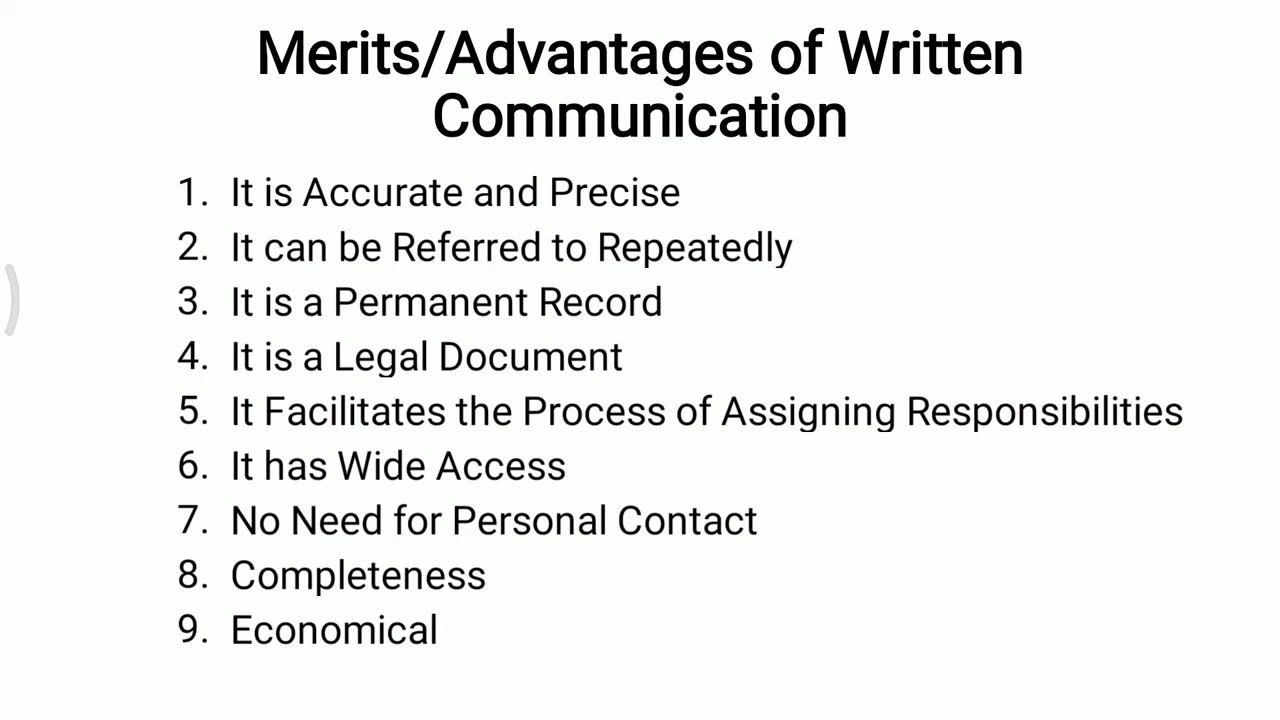 Merits/Advantages of Written
Communication
1. It is Accurate and Precise
2. It can be Referred to Repeatedly
3. It is a Permanent Record
4. It is a Legal Document
5. It Facilitates the Process of Assigning Responsibilities
6. It has Wide Access
7. No Need for Personal Contact
8. Completeness
9. Economical